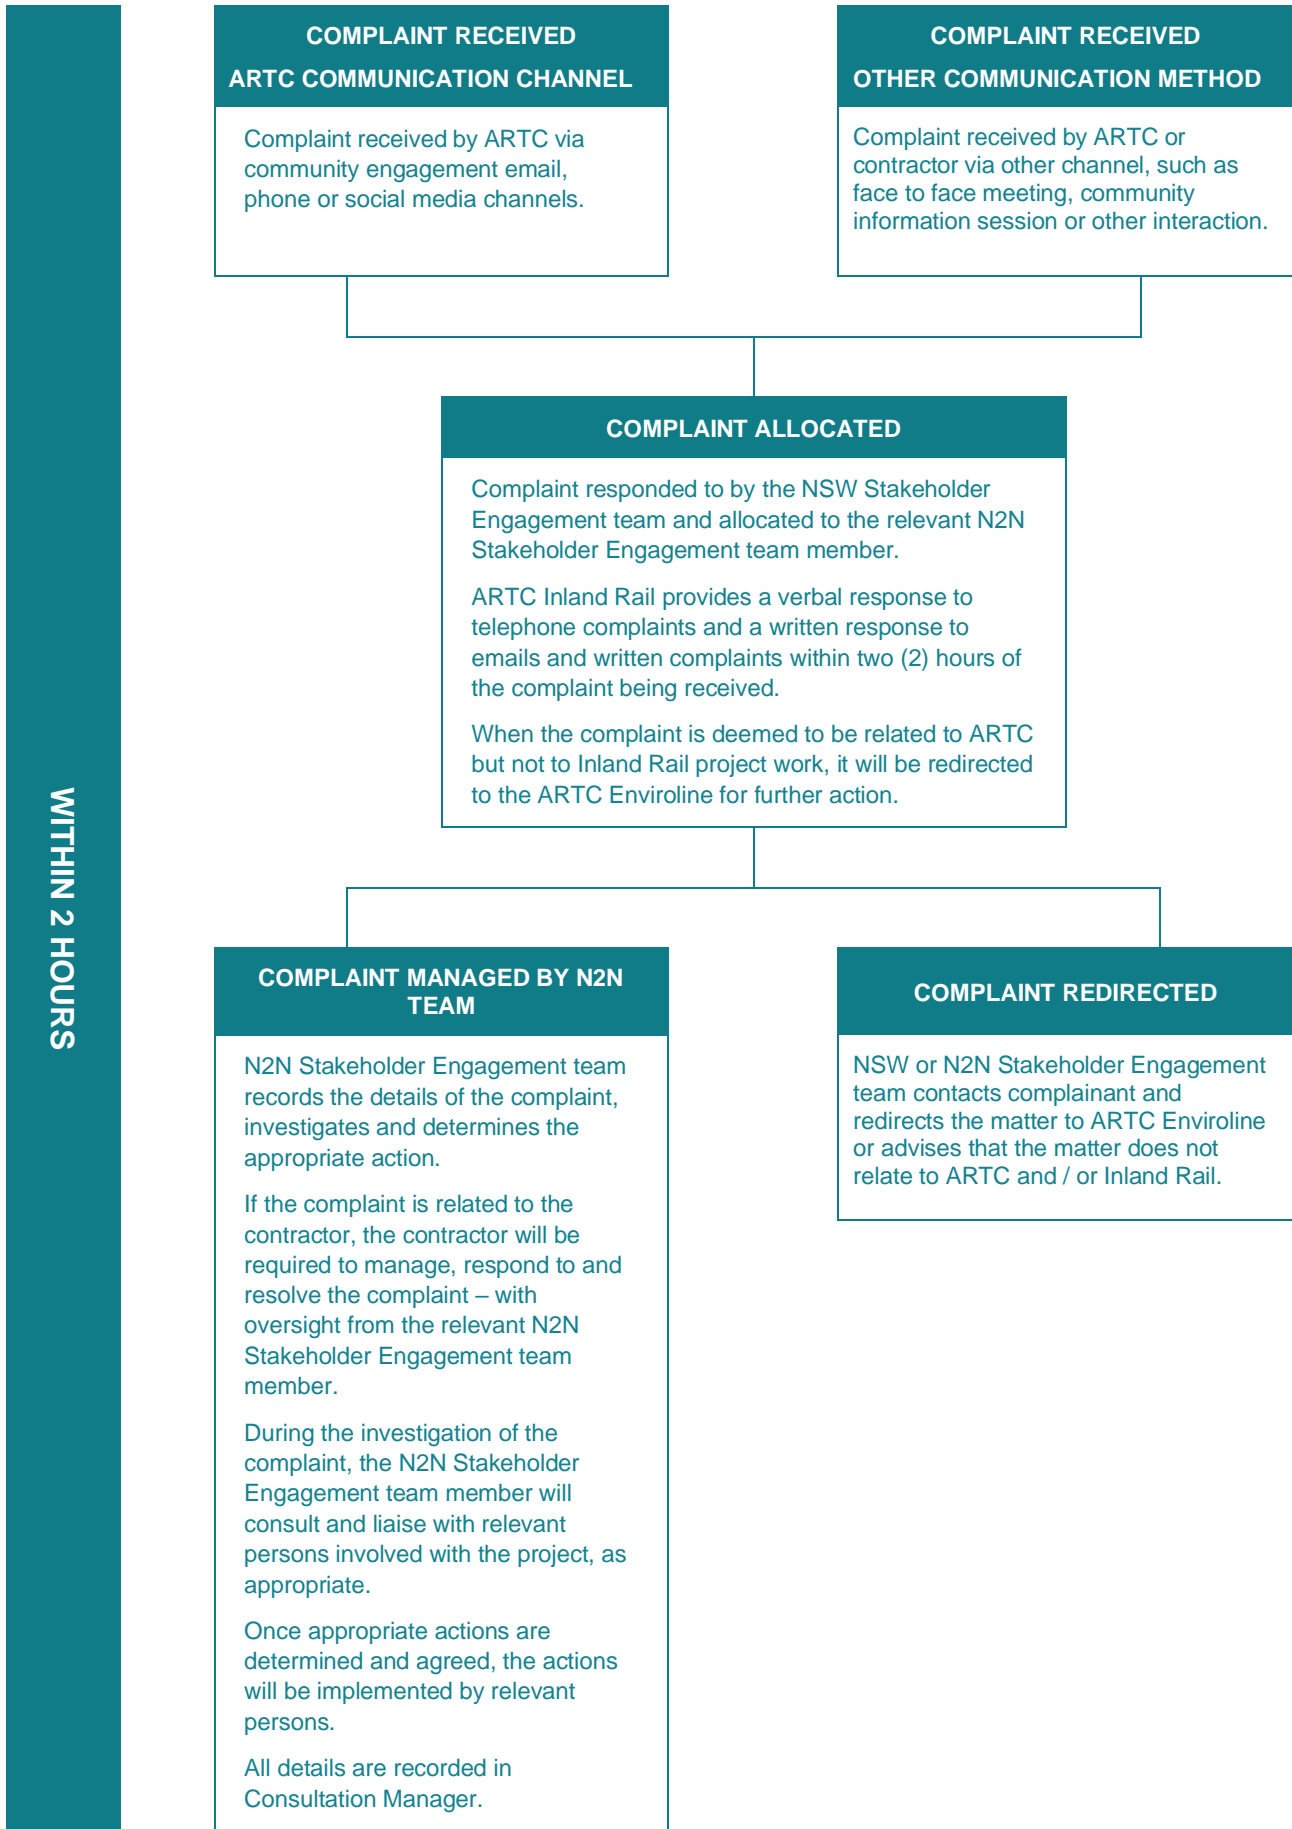 WITHIN 2 HOURS
COMPLAINT RECEIVED
ARTC COMMUNICATION CHANNEL
Complaint received by ARTC via
community engagement email,
phone or social media channels.
COMPLAINT RECEIVED
OTHER COMMUNICATION METHOD
Complaint received by ARTC or
contractor via other channel, such as
face to face meeting, community
information session or other interaction.
COMPLAINT ALLOCATED
Complaint responded to by the NSW Stakeholder
Engagement team and allocated to the relevant N2N
Stakeholder Engagement team member.
ARTC Inland Rail provides a verbal response to
telephone complaints and a written response to
emails and written complaints within two (2) hours of
the complaint being received.
When the complaint is deemed to be related to ARTC
but not to Inland Rail project work, it will be redirected
to the ARTC Enviroline for further action.
COMPLAINT MANAGED BY N2N
TEAM
N2N Stakeholder Engagement team
records the details of the complaint,
investigates and determines the
appropriate action.
If the complaint is related to the
contractor, the contractor will be
required to manage, respond to and
resolve the complaint – with
oversight from the relevant N2N
Stakeholder Engagement team
member.
During the investigation of the
complaint, the N2N Stakeholder
Engagement team member will
consult and liaise with relevant
persons involved with the project, as
appropriate.
Once appropriate actions are
determined and agreed, the actions
will be implemented by relevant
persons.
All details are recorded in
Consultation Manager.
COMPLAINT REDIRECTED
NSW or N2N Stakeholder Engagement
team contacts complainant and
redirects the matter to ARTC Enviroline
or advises that the matter does not
relate to ARTC and / or Inland Rail.